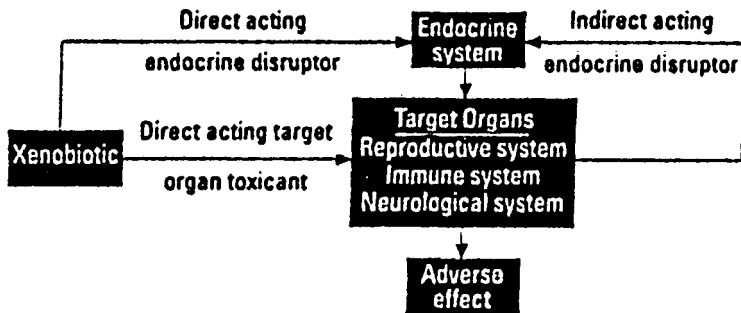 Direct acting
endocrine disruptor
Endocrine
system
Indirect acting
endocrine disruptor
Xenobiotic
Direct acting target
organ toxicant
Target Organs
Reproductive system
Immune system
Neurological system
Adverse
effect